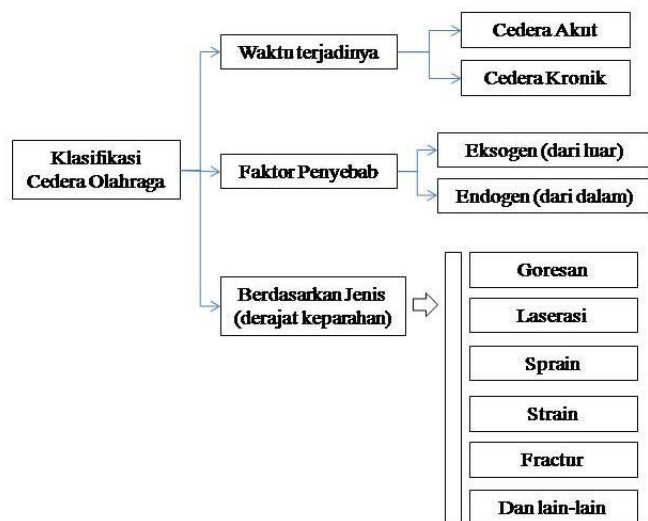 Klasifikasi
Cedera Olahraga
Waktu terjadinya
Cedera Akut
Cedera Kronik
Faktor Penyebab
Eksogen (dari luar)
Endogen (dari dalam)
Berdasarkan Jenis
(derajat keparahan)
Goresan
Laserasi
Sprain
Strain
Fractur
Dan lain-lain